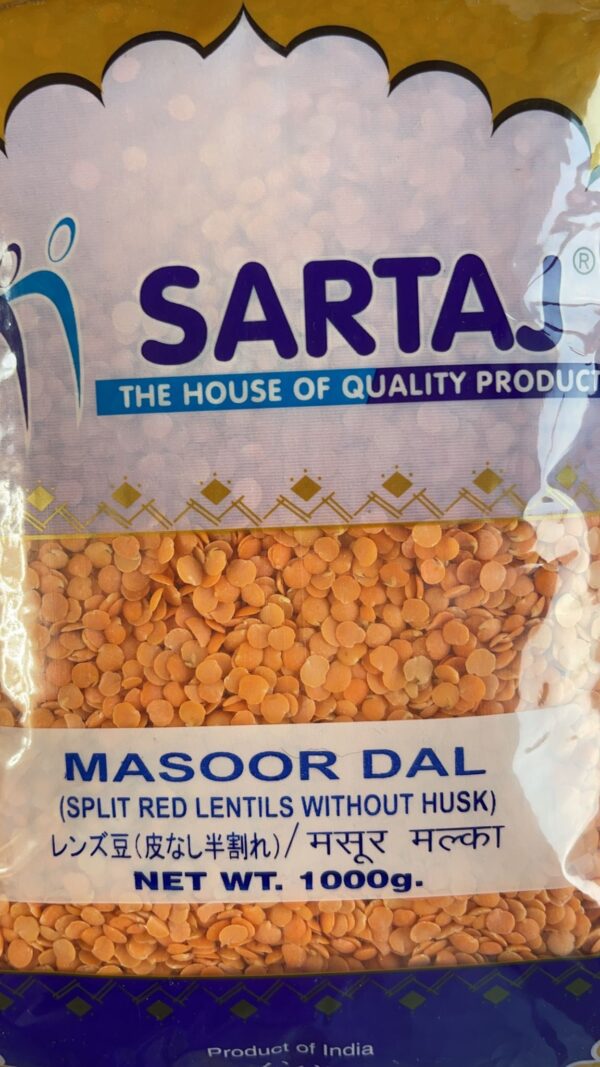 SARTAJ®
THE HOUSE OF QUALITY PRODUCT
MASOOR DAL
(SPLIT RED LENTILS WITHOUT HUSK)
レンズ豆(皮なし半割れ)/ मसूर मल्का
NET WT. 1000g.
Product of India